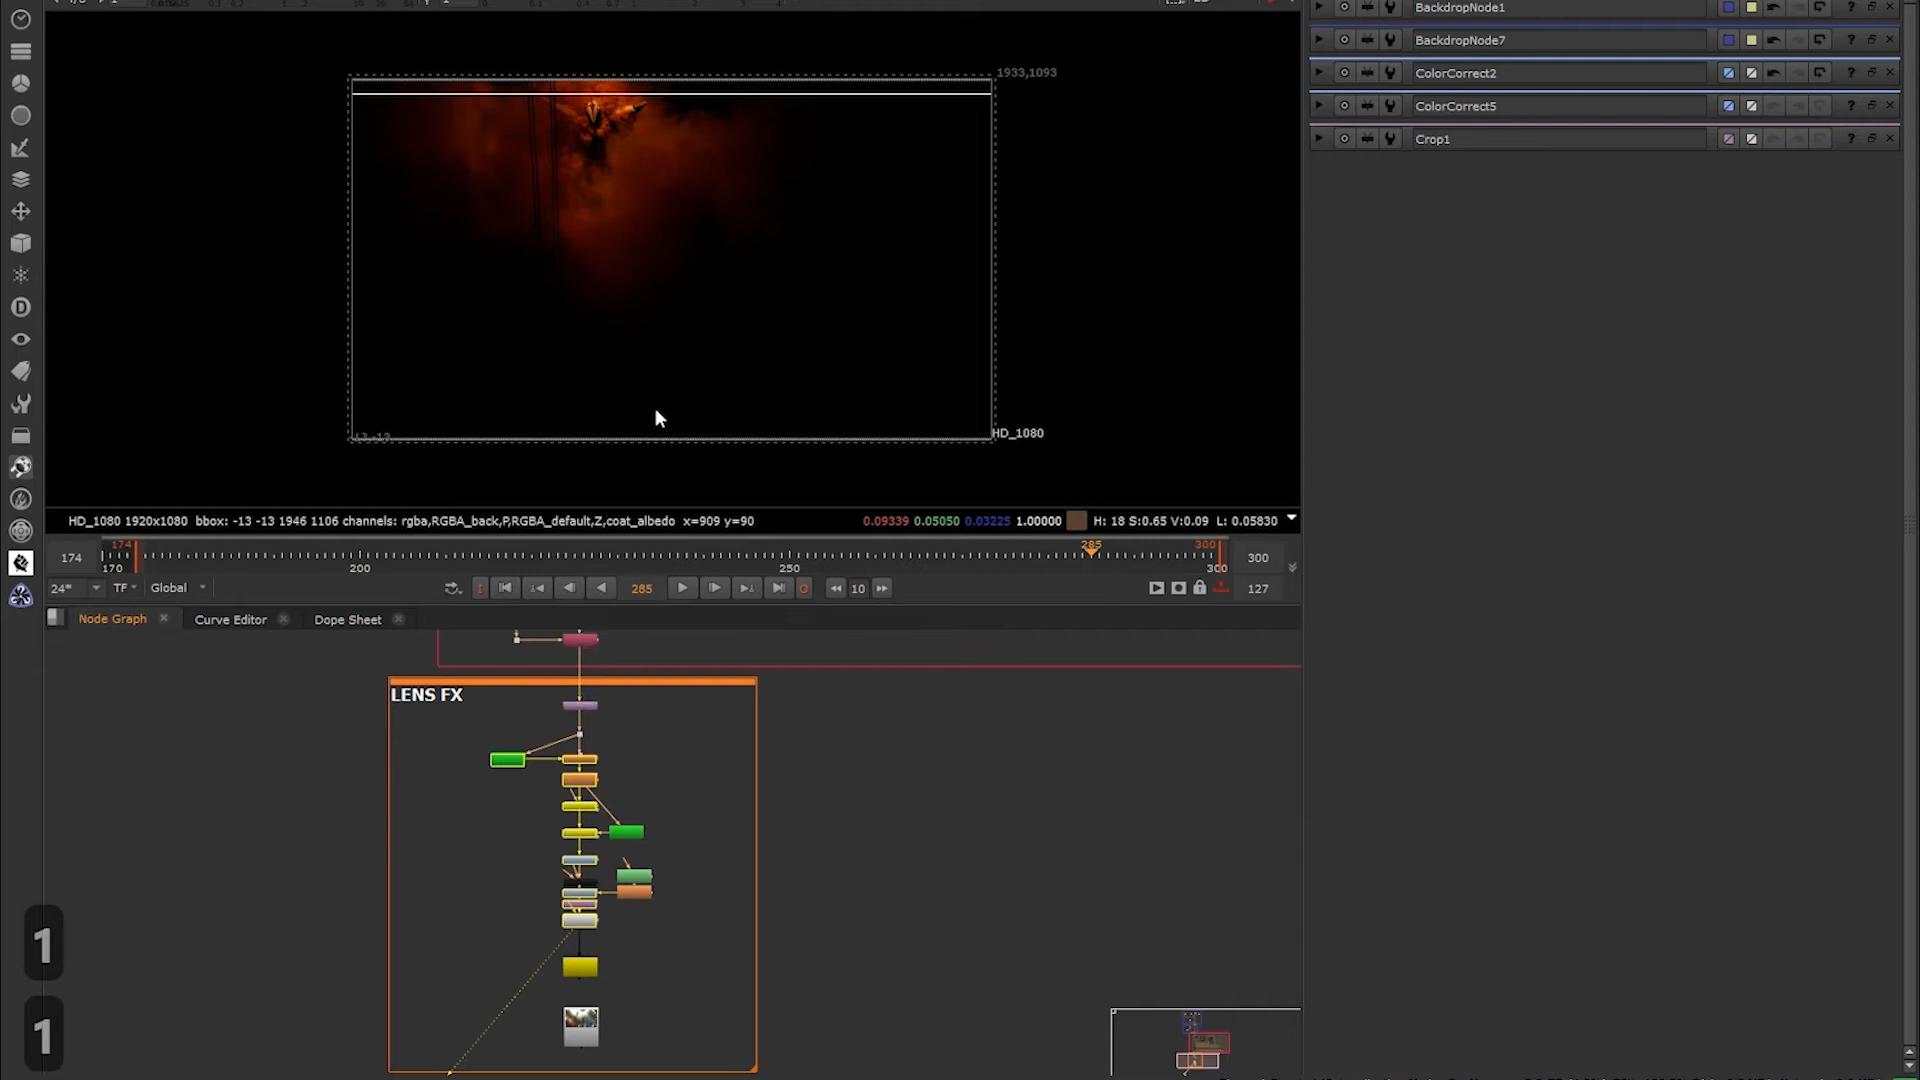 BackdropNode1
BackdropNode7
ColorCorrect2
ColorCorrect5
Crop1
1933,1093
HD_1080
HD_1080 1920x1080 bbox: -13 -13 1946 1106 channels: rgba,RGBA_back,P,RGBA_default,Z,coat_albedo x=909 y=90
0.09339 0.05050 0.03225 1.00000 H: 18 S:0.65 V:0.09 L: 0.05830
174 174 285 300 300
170 200 250 300
24* TF Global 285 10 127
Node Graph Curve Editor Dope Sheet
LENS FX
1
1